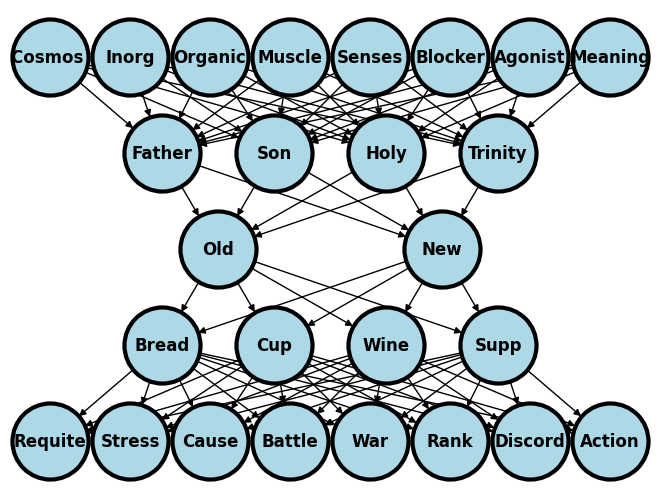 Cosmos Inorg Organic Muscle Senses Blocker Agonist Meaning
Father Son Holy Trinity
Old New
Bread Cup Wine Supp
Requite Stress Cause Battle War Rank Discord Action